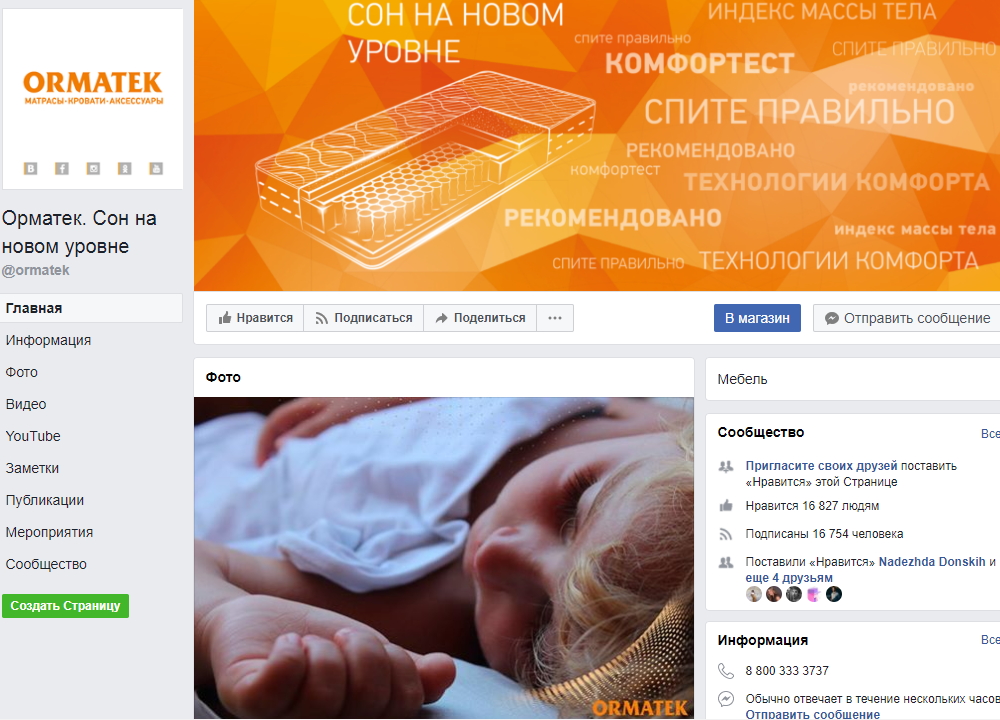 ORMATEK
МАТРАСЫ-КРОВАТИ-АКСЕССУАРЫ
Орматек. Сон на
новом уровне
@ormatek
Главная
Информация
Фото
Видео
YouTube
Заметки
Публикации
Мероприятия
Сообщество
Создать Страницу
СОН НА НОВОМ
УРОВНЕ
ИНДЕКС МАССЫ ТЕЛА
спите правильно
СПИТЕ ПРАВИЛЬНО
КОМФОРТЕСТ
рекомендовано
СПИТЕ ПРАВИЛЬНО
РЕКОМЕНДОВАНО
комфортест
ТЕХНОЛОГИИ КОМФОРТА
РЕКОМЕНДОВАНО
индекс массы тела
СПИТЕ ПРАВИЛЬНО
ТЕХНОЛОГИИ КОМФОРТА
Нравится
Подписаться
Поделиться
...
В магазин
Отправить сообщение
Фото
ORMATEK
Мебель
Сообщество
Все
Пригласите своих друзей поставить
«Нравится» этой Странице
Нравится 16 827 людям
Подписаны 16 754 человека
Поставили «Нравится» Nadezhda Donskih и
еще 4 друзьям
Информация
Все
8 800 333 3737
Обычно отвечает в течение нескольких часов
Отправить сообщение